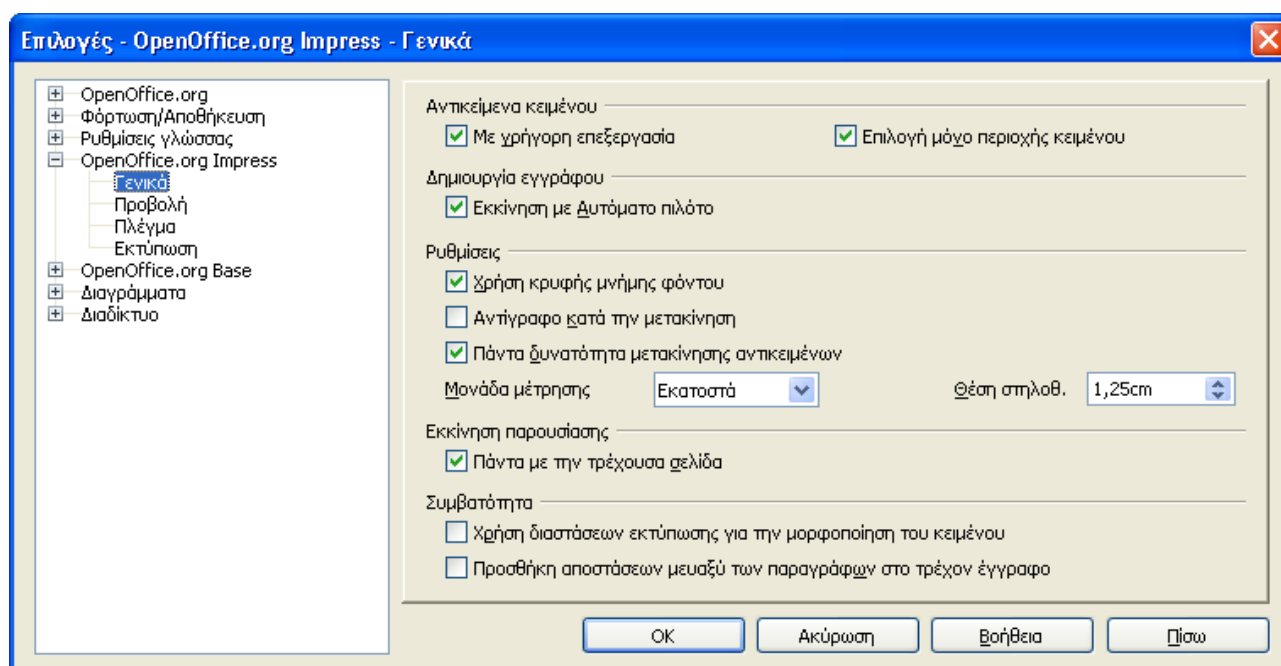 Επιλογές - OpenOffice.org Impress - Γενικά
OpenOffice.org
Φόρτωση/Αποθήκευση
Ρυθμίσεις γλώσσας
OpenOffice.org Impress
Γενικά
Προβολή
Πλέγμα
Εκτύπωση
OpenOffice.org Base
Διαγράμματα
Διαδίκτυο
Αντικείμενα κειμένου
Με γρήγορη επεξεργασία Επιλογή μόνο περιοχής κειμένου
Δημιουργία εγγράφου
Εκκίνηση με Αυτόματο πιλότο
Ρυθμίσεις
Χρήση κρυφής μνήμης φόντου
Αντίγραφο κατά την μετακίνηση
Πάντα δυνατότητα μετακίνησης αντικειμένων
Μονάδα μέτρησης Εκατοστά Θέση στηλοθ. 1,25cm
Εκκίνηση παρουσίασης
Πάντα με την τρέχουσα σελίδα
Συμβατότητα
Χρήση διαστάσεων εκτύπωσης για την μορφοποίηση του κειμένου
Προσθήκη αποστάσεων μευαξύ των παραγράφων στο τρέχον έγγραφο
OK Ακύρωση Βοήθεια Πίσω